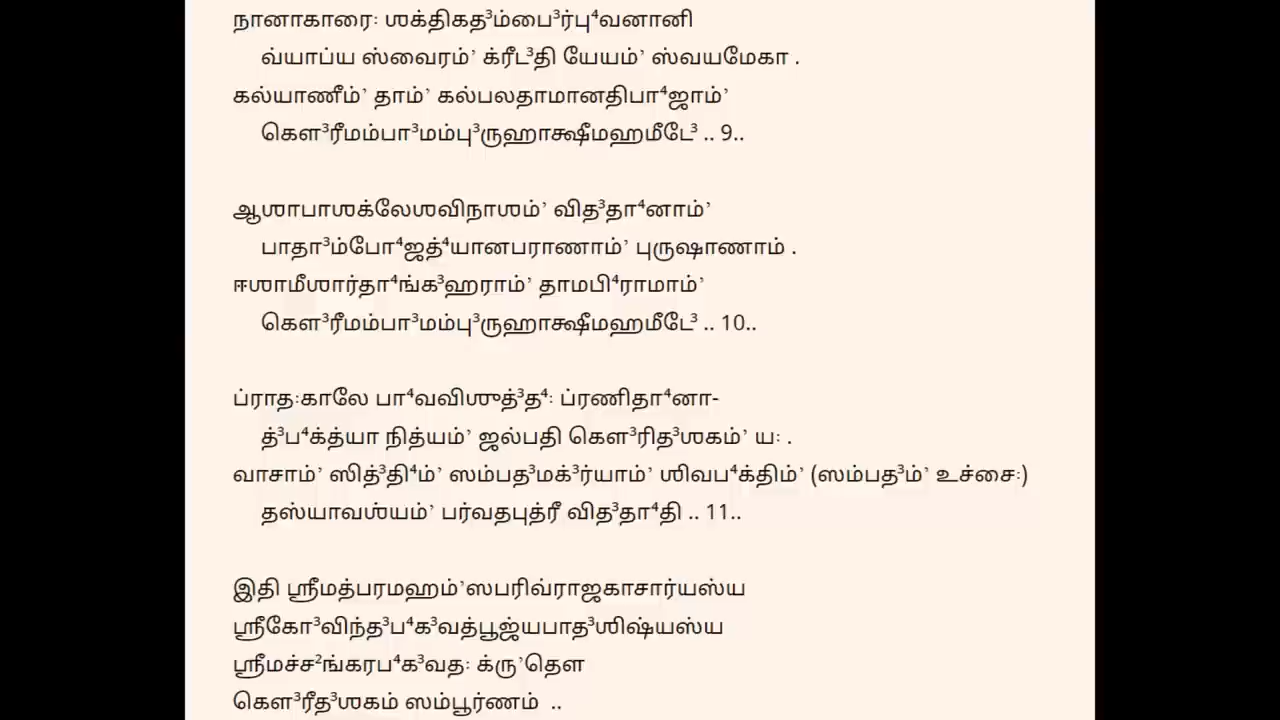 நானாகாரை꞉ ஶக்திகத³ம்பை³ர்பு⁴வனானி
வ்யாப்ய ஸ்வைரம்ʼ க்ரீட³தி யேயம்ʼ ஸ்வயமேகா .
கல்யாணீம்ʼ தாம்ʼ கல்பலதாமானதிபா⁴ஜாம்ʼ
கௌ³ரீமம்பா³மம்பு³ருஹாக்ஷீமஹமீடே³ .. 9..
ஆஶாபாஶக்லேஶவிநாஶம்ʼ வித³தா⁴னாம்ʼ
பாதா³ம்போ⁴ஜத்⁴யானபராணாம்ʼ புருஷாணாம் .
ஈஶாமீஶார்தா⁴ங்க³ஹராம்ʼ தாமபி⁴ராமாம்ʼ
கௌ³ரீமம்பா³மம்பு³ருஹாக்ஷீமஹமீடே³ .. 10..
ப்ராத꞉காலே பா⁴வவிஶுத்³த⁴꞉ ப்ரணிதா⁴னா-
த்³ப⁴க்த்யா நித்யம்ʼ ஜல்பதி கௌ³ரித³ஶகம்ʼ ய꞉ .
வாசாம்ʼ ஸித்³தி⁴ம்ʼ ஸம்பத³மக்³ர்யாம்ʼ ஶிவப⁴க்திம்ʼ (ஸம்பத³ம்ʼ உச்சை꞉)
தஸ்யாவஶ்யம்ʼ பர்வதபுத்ரீ வித³தா⁴தி .. 11..
இதி ஶ்ரீமத்பரமஹம்ʼஸபரிவ்ராஜகாசார்யஸ்ய
ஶ்ரீகோ³விந்த³ப⁴க³வத்பூஜ்யபாத³ஶிஷ்யஸ்ய
ஶ்ரீமச்ச²ங்கரப⁴க³வத꞉ க்ருʼதௌ
கௌ³ரீத³ஶகம் ஸம்பூர்ணம் ..